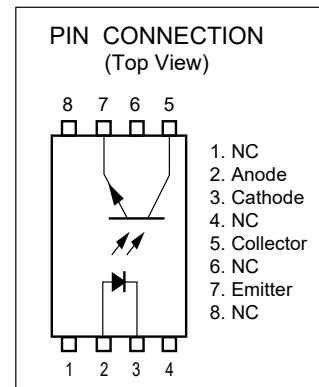 PIN CONNECTION
(Top View)
8 7 6 5
1. NC
2. Anode
3. Cathode
4. NC
5. Collector
6. NC
7. Emitter
8. NC
1 2 3 4